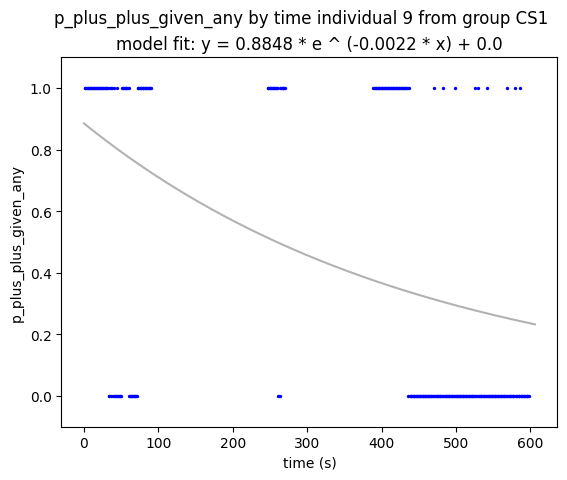 p_plus_plus_given_any by time individual 9 from group CS1
model fit: y = 0.8848 * e ^ (-0.0022 * x) + 0.0
1.0
0.8
0.6
0.4
0.2
0.0
p_plus_plus_given_any
0 100 200 300 400 500 600
time (s)